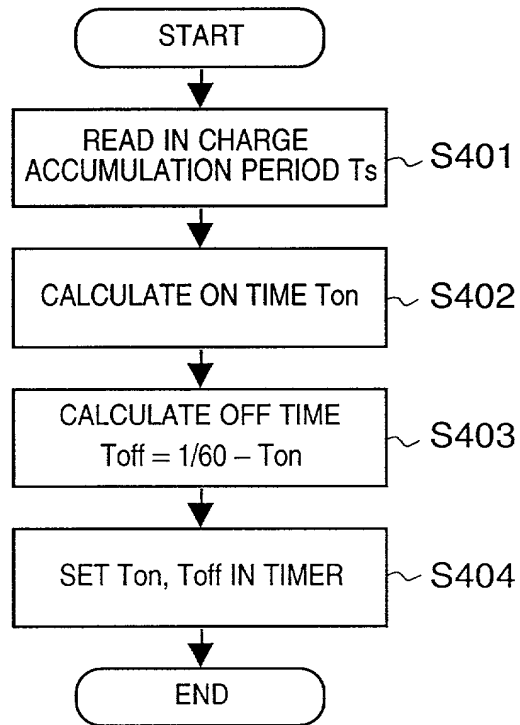 START
READ IN CHARGE
ACCUMULATION PERIOD Ts
S401
CALCULATE ON TIME Ton
S402
CALCULATE OFF TIME
Toff = 1/60 – Ton
S403
SET Ton, Toff IN TIMER
S404
END